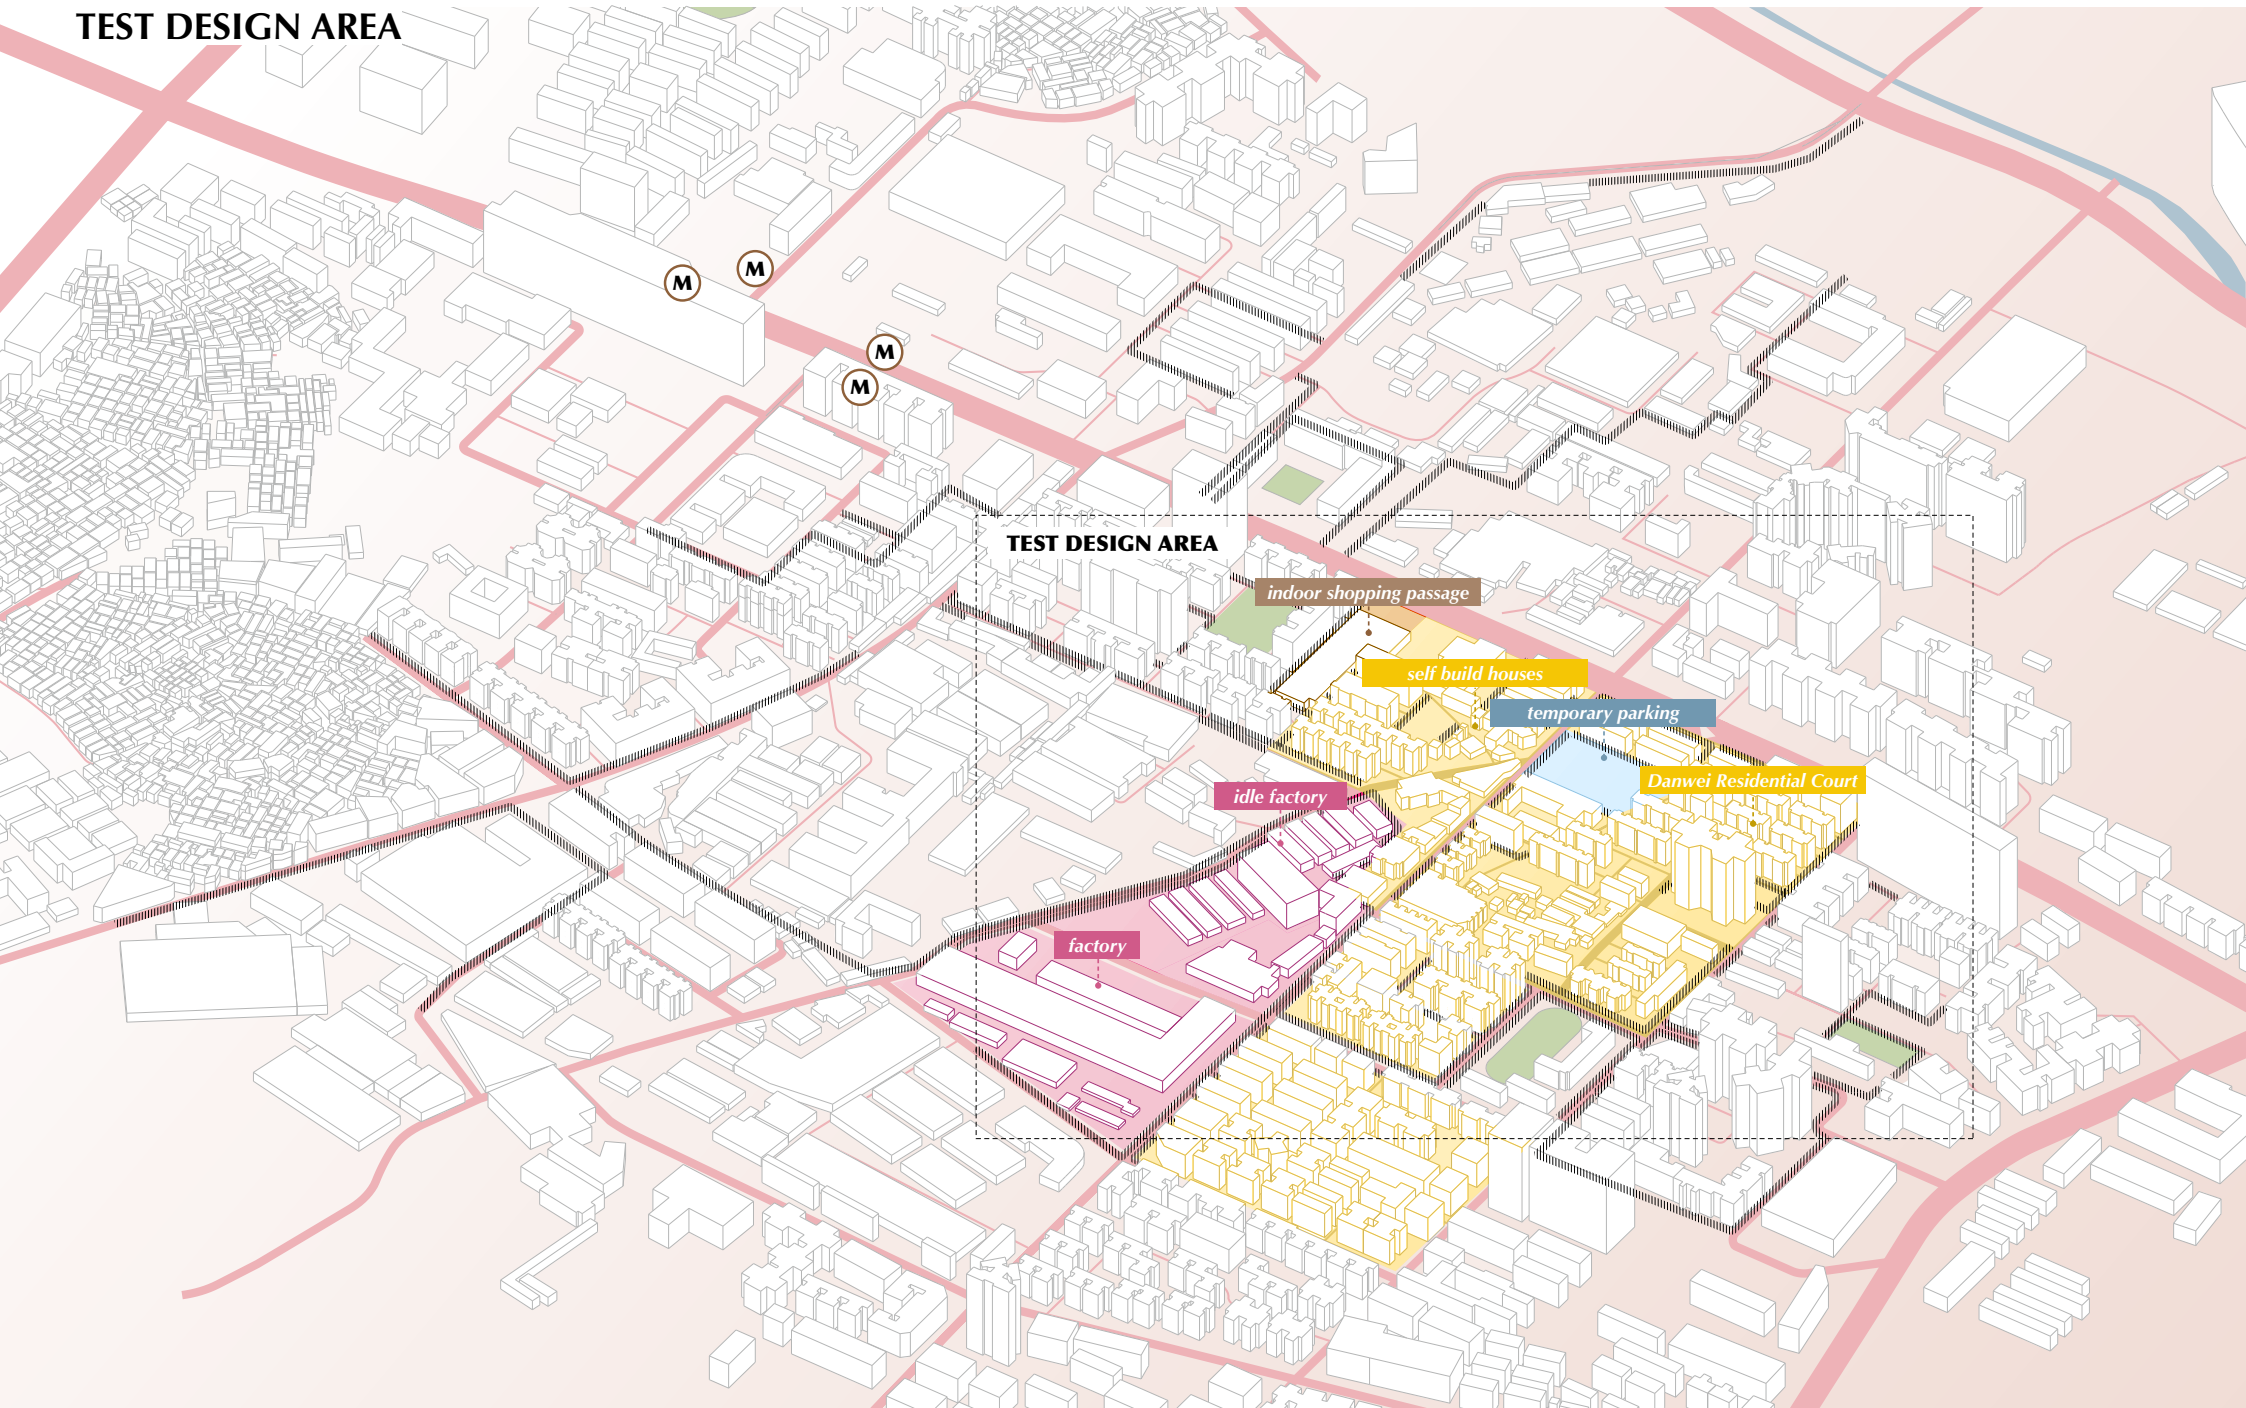 TEST DESIGN AREA
M
M
M
M
TEST DESIGN AREA
indoor shopping passage
self build houses
temporary parking
Danwei Residential Court
idle factory
factory